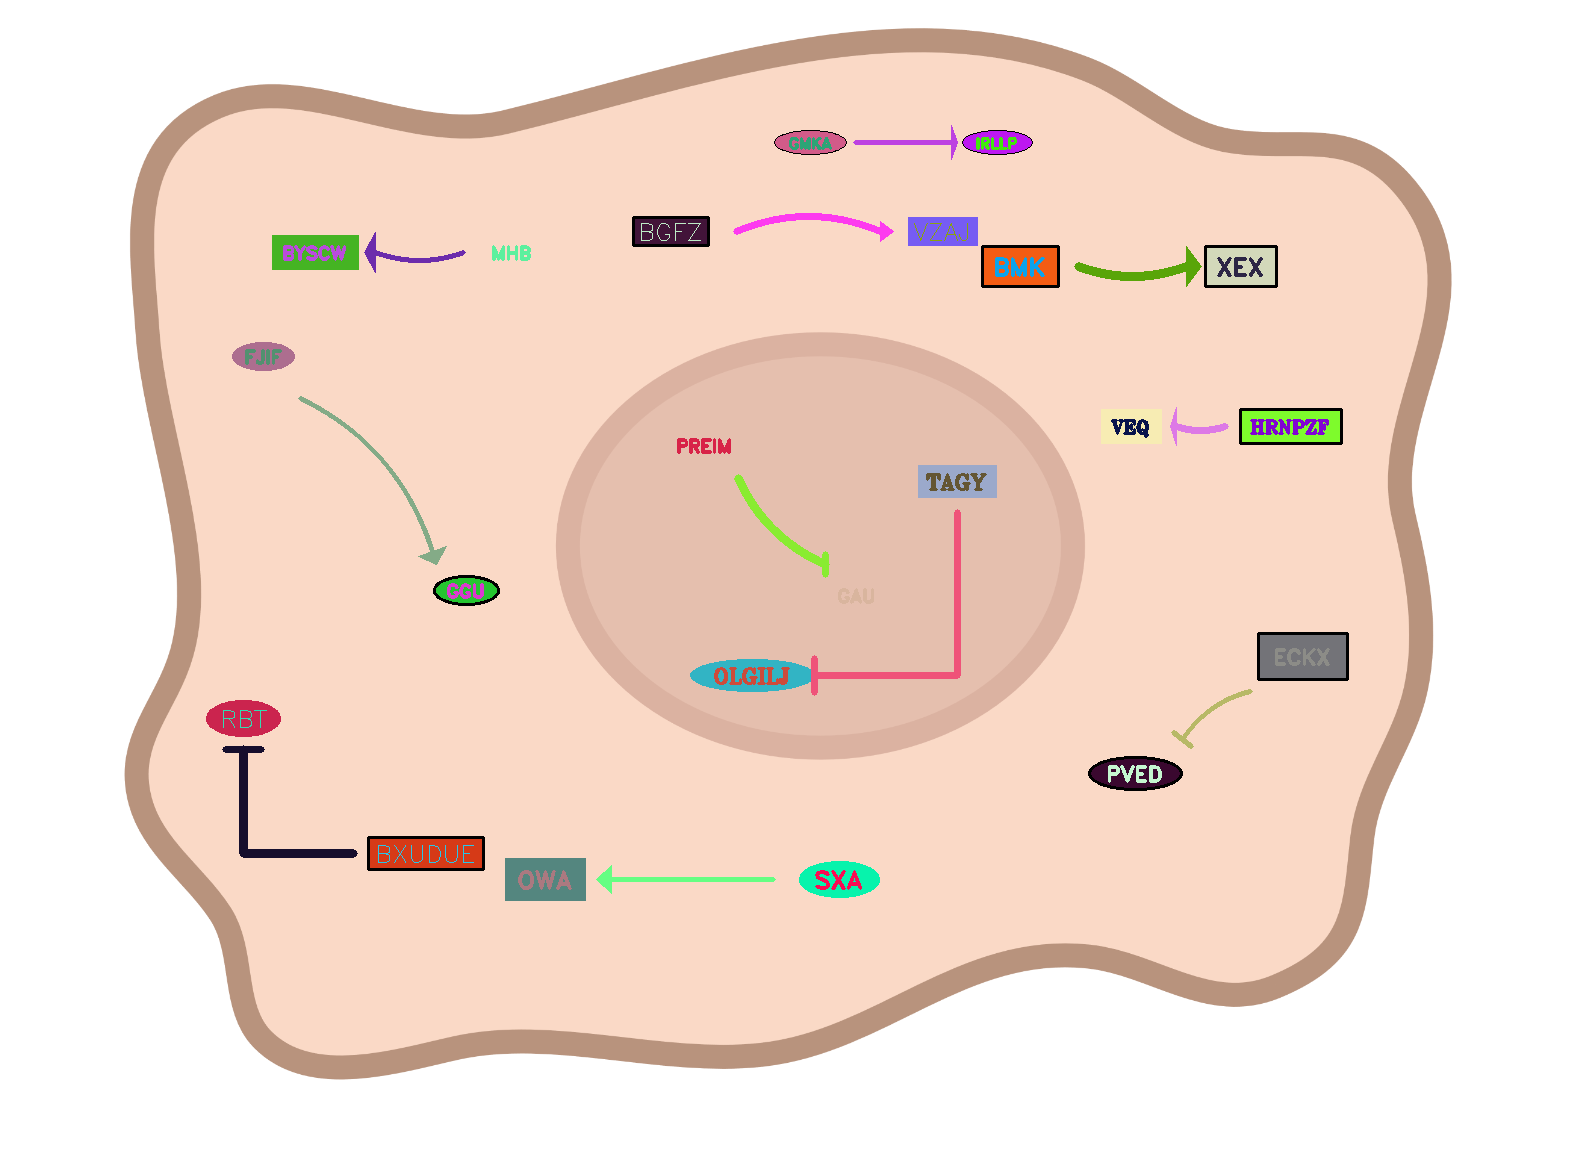 GMKA
IRLLP
BGFZ
VZAJ
BYSCW
MHB
BMK
XEX
FJIF
VEQ
HRNPZF
PREIM
TAGY
GGU
GAU
ECKX
OLGILJ
RBT
PVED
BXUDUE
OWA
SXA